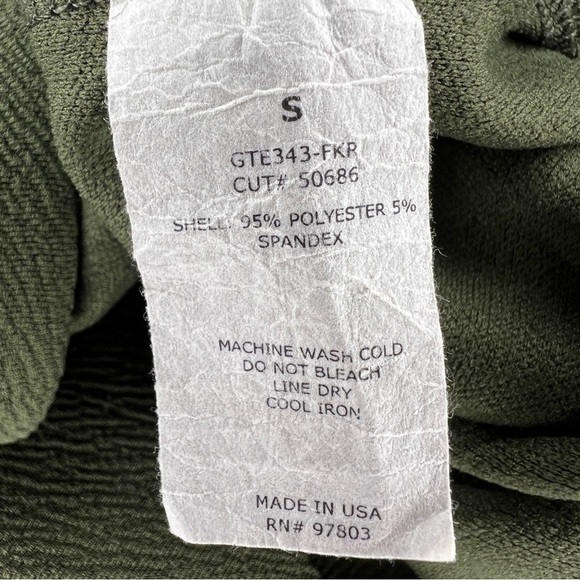 S
GTE343-FKR
CUT# 50686
SHELL: 95% POLYESTER 5%
SPANDEX
MACHINE WASH COLD
DO NOT BLEACH
LINE DRY
COOL IRON
MADE IN USA
RN# 97803